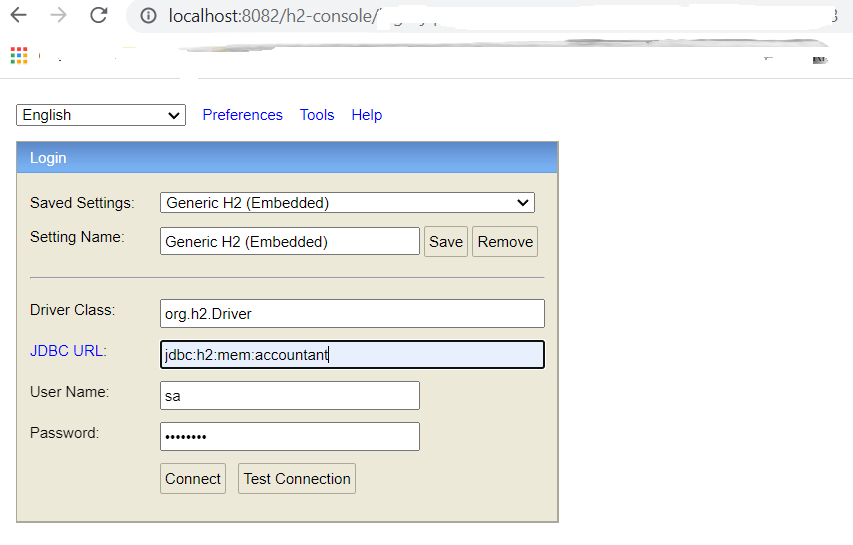 localhost:8082/h2-console/
English Preferences Tools Help
Login
Saved Settings: Generic H2 (Embedded)
Setting Name: Generic H2 (Embedded) Save Remove
Driver Class: org.h2.Driver
JDBC URL: jdbc:h2:mem:accountant
User Name: sa
Password: ••••••••
Connect Test Connection